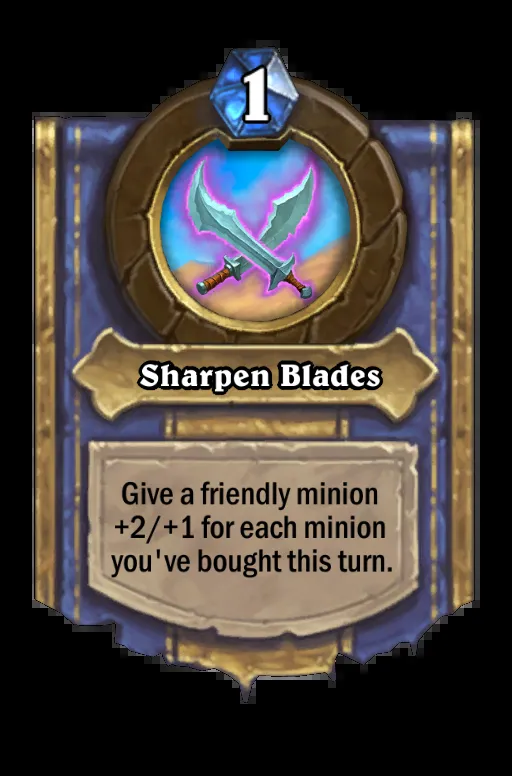 1
Sharpen Blades
Give a friendly minion
+2/+1 for each minion
you've bought this turn.